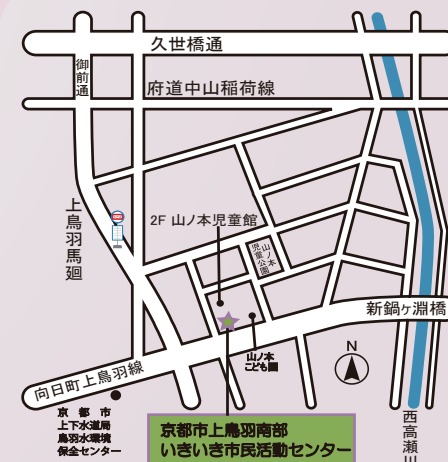 久世橋通
御前通
府道中山稲荷線
上鳥羽馬廻
2F 山ノ本児童館
山ノ本
児童公園
新鍋ヶ淵橋
N
山ノ本
こども園
向日町上鳥羽線
京都市
上下水道局
鳥羽水環境
保全センター
京都市上鳥羽南部
いきいき市民活動センター
西高瀬川